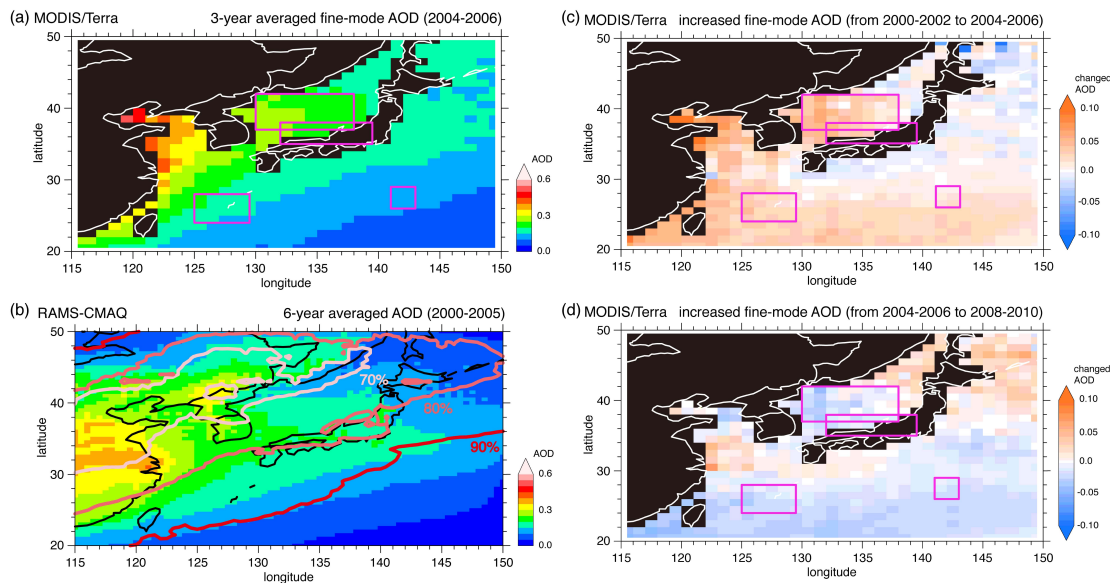 (a) MODIS/Terra 3-year averaged fine-mode AOD (2004-2006)
50
40
30
20
latitude
115 120 125 130 135 140 145 150
longitude
AOD
0.6
0.3
0.0
(b) RAMS-CMAQ 6-year averaged AOD (2000-2005)
50
40
30
20
latitude
70%
80%
90%
115 120 125 130 135 140 145 150
longitude
AOD
0.6
0.3
0.0
(c) MODIS/Terra increased fine-mode AOD (from 2000-2002 to 2004-2006)
50
40
30
20
latitude
115 120 125 130 135 140 145 150
longitude
changed
AOD
0.10
0.05
0.0
-0.05
-0.10
(d) MODIS/Terra increased fine-mode AOD (from 2004-2006 to 2008-2010)
50
40
30
20
latitude
115 120 125 130 135 140 145 150
longitude
changed
AOD
0.10
0.05
0.0
-0.05
-0.10